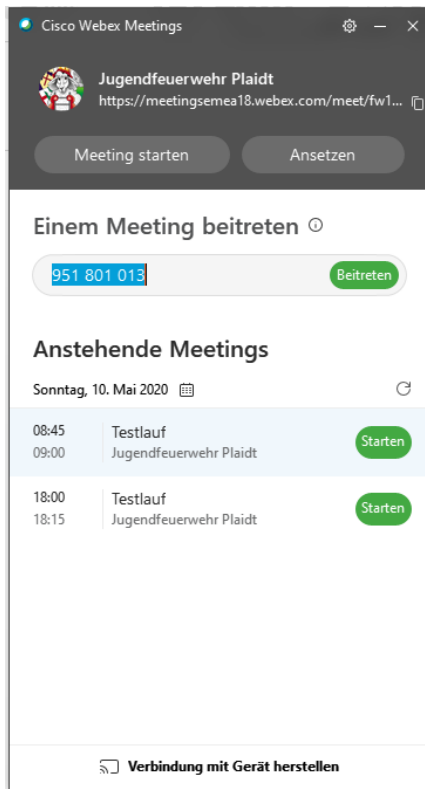 Cisco Webex Meetings
Jugendfeuerwehr Plaidt
https://meetingsemea18.webex.com/meet/fw1...
Meeting starten
Ansetzen
Einem Meeting beitreten
951 801 013
Beitreten
Anstehende Meetings
Sonntag, 10. Mai 2020
08:45 Testlauf
09:00 Jugendfeuerwehr Plaidt
Starten
18:00 Testlauf
18:15 Jugendfeuerwehr Plaidt
Starten
Verbindung mit Gerät herstellen